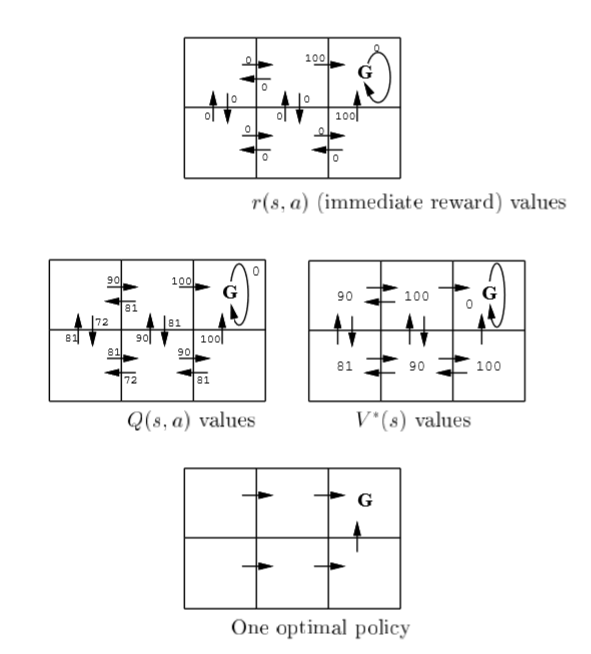 0 100 0
G
0
0 0 0 0 100
0 0
0 0
r(s, a) (immediate reward) values
90 100 0
G
81
72 81
81 90 100
81 90
72 81
Q(s, a) values
90 100 G
0
81 90 100
V*(s) values
G
One optimal policy